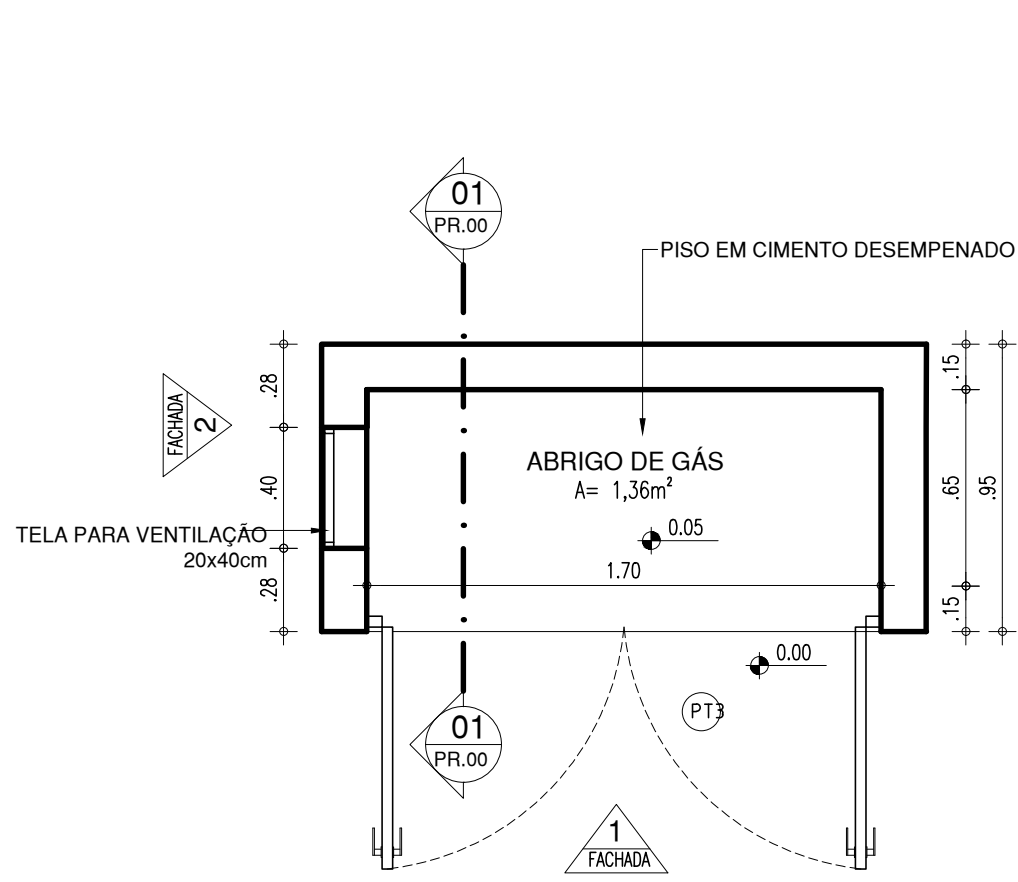 01
PR.00
PISO EM CIMENTO DESEMPENADO
.28
.40
.28
.15
.65
.15
.95
FACHADA
2
ABRIGO DE GÁS
A= 1,36m²
TELA PARA VENTILAÇÃO
20x40cm
0.05
1.70
0.00
PT3
01
PR.00
1
FACHADA